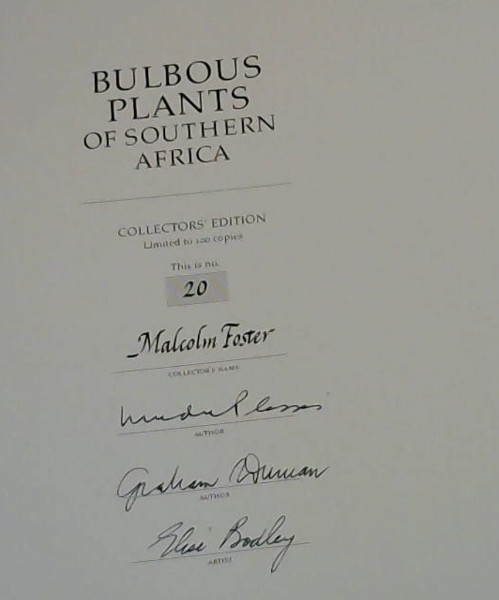 BULBOUS
PLANTS
OF SOUTHERN
AFRICA
COLLECTORS' EDITION
Limited to 100 copies
This is no.
20
Malcolm Foster
COLLECTOR'S NAME
Plessis
AUTHOR
Graham Duncan
AUTHOR
Elise Bodley
ARTIST